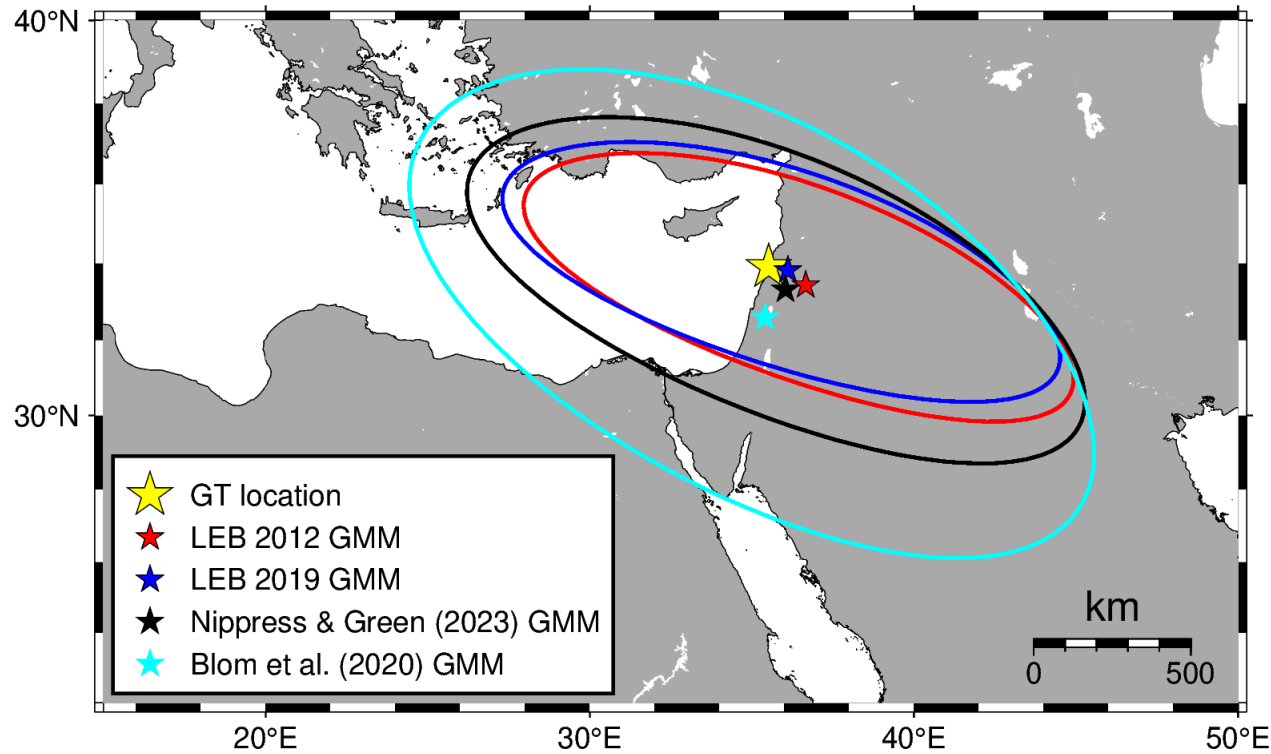 40°N
30°N
GT location
LEB 2012 GMM
LEB 2019 GMM
Nippress & Green (2023) GMM
Blom et al. (2020) GMM
km
0 500
20°E 30°E 40°E 50°E